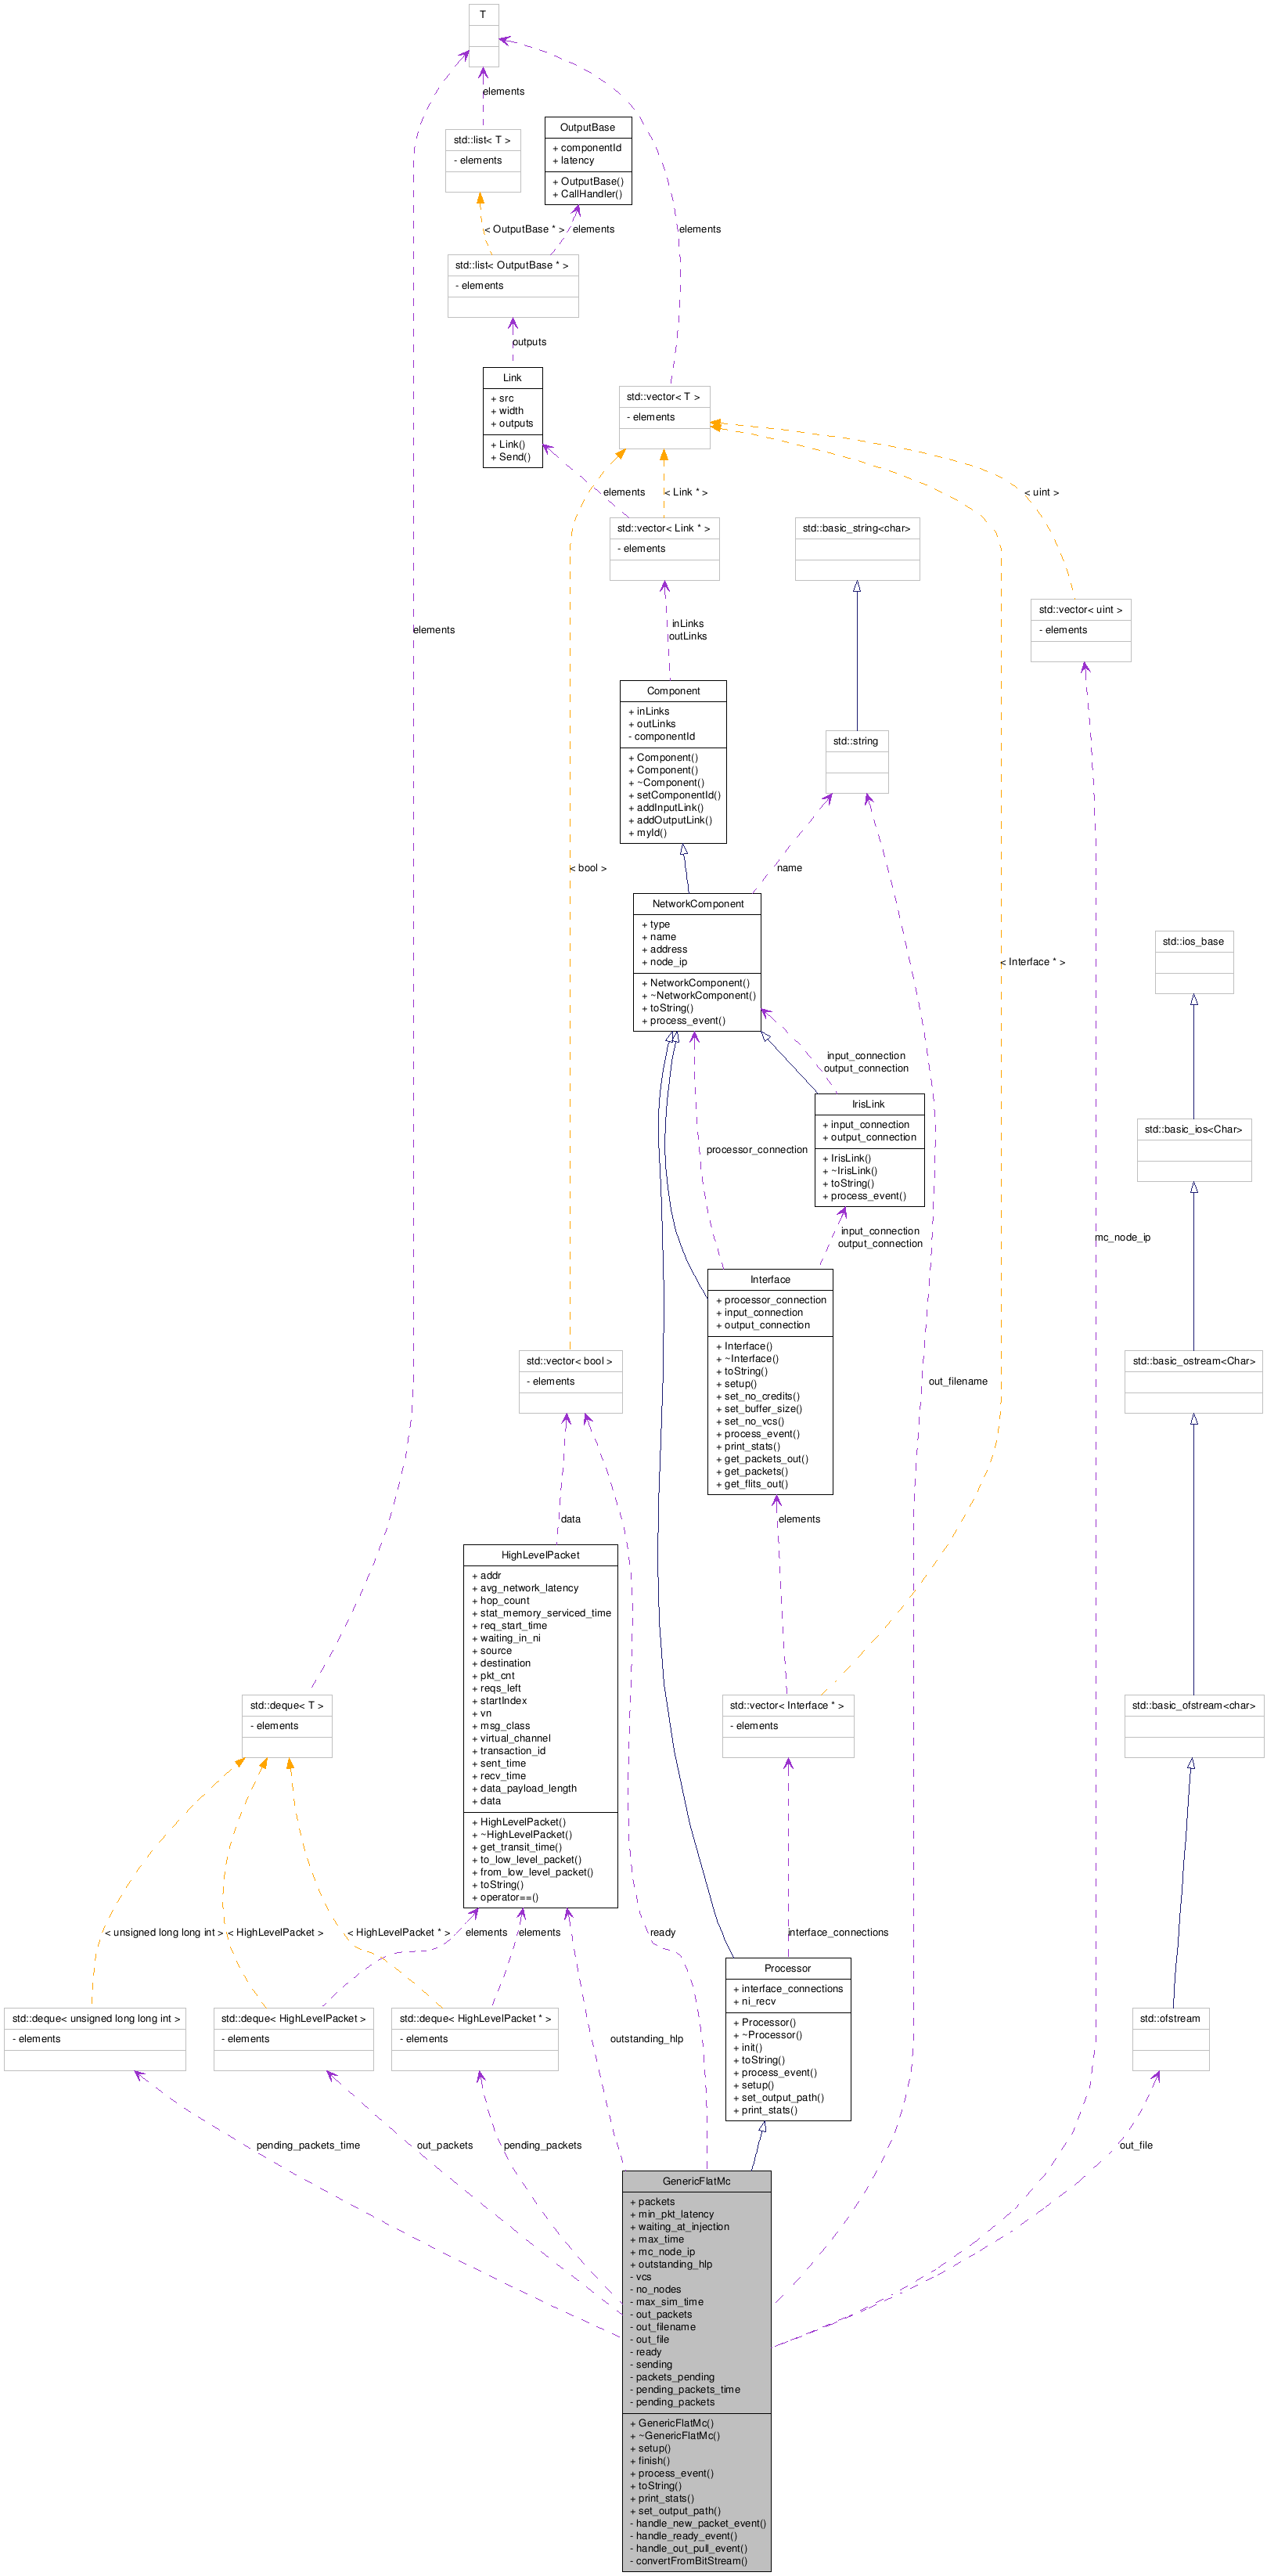 T
elements
std::list< T >
- elements
OutputBase
+ componentId
+ latency
+ OutputBase()
+ CallHandler()
< OutputBase * >
elements
elements
std::list< OutputBase * >
- elements
outputs
Link
+ src
+ width
+ outputs
+ Link()
+ Send()
std::vector< T >
- elements
elements
< Link * >
< uint >
std::vector< Link * >
- elements
std::basic_string<char>
std::vector< uint >
- elements
elements
inLinks
outLinks
Component
+ inLinks
+ outLinks
- componentId
+ Component()
+ Component()
+ ~Component()
+ setComponentId()
+ addInputLink()
+ addOutputLink()
+ myId()
std::string
< bool >
name
NetworkComponent
+ type
+ name
+ address
+ node_ip
+ NetworkComponent()
+ ~NetworkComponent()
+ toString()
+ process_event()
< Interface * >
std::ios_base
input_connection
output_connection
IrisLink
+ input_connection
+ output_connection
+ IrisLink()
+ ~IrisLink()
+ toString()
+ process_event()
std::basic_ios<Char>
processor_connection
input_connection
output_connection
mc_node_ip
Interface
+ processor_connection
+ input_connection
+ output_connection
+ Interface()
+ ~Interface()
+ toString()
+ setup()
+ set_no_credits()
+ set_buffer_size()
+ set_no_vcs()
+ process_event()
+ print_stats()
+ get_packets_out()
+ get_packets()
+ get_flits_out()
std::vector< bool >
- elements
out_filename
std::basic_ostream<Char>
data
elements
HighLevelPacket
+ addr
+ avg_network_latency
+ hop_count
+ stat_memory_serviced_time
+ req_start_time
+ waiting_in_ni
+ source
+ destination
+ pkt_cnt
+ reqs_left
+ startIndex
+ vn
+ msg_class
+ virtual_channel
+ transaction_id
+ sent_time
+ recv_time
+ data_payload_length
+ data
+ HighLevelPacket()
+ ~HighLevelPacket()
+ get_transit_time()
+ to_low_level_packet()
+ from_low_level_packet()
+ toString()
+ operator==()
std::deque< T >
- elements
std::vector< Interface * >
- elements
std::basic_ofstream<char>
< unsigned long long int >
< HighLevelPacket >
< HighLevelPacket * >
elements
elements
ready
interface_connections
Processor
+ interface_connections
+ ni_recv
+ Processor()
+ ~Processor()
+ init()
+ toString()
+ process_event()
+ setup()
+ set_output_path()
+ print_stats()
std::deque< unsigned long long int >
- elements
std::deque< HighLevelPacket >
- elements
std::deque< HighLevelPacket * >
- elements
outstanding_hlp
std::ofstream
pending_packets_time
out_packets
pending_packets
out_file
GenericFlatMc
+ packets
+ min_pkt_latency
+ waiting_at_injection
+ max_time
+ mc_node_ip
+ outstanding_hlp
- vcs
- no_nodes
- max_sim_time
- out_packets
- out_filename
- out_file
- ready
- sending
- packets_pending
- pending_packets_time
- pending_packets
+ GenericFlatMc()
+ ~GenericFlatMc()
+ setup()
+ finish()
+ process_event()
+ toString()
+ print_stats()
+ set_output_path()
- handle_new_packet_event()
- handle_ready_event()
- handle_out_pull_event()
- convertFromBitStream()